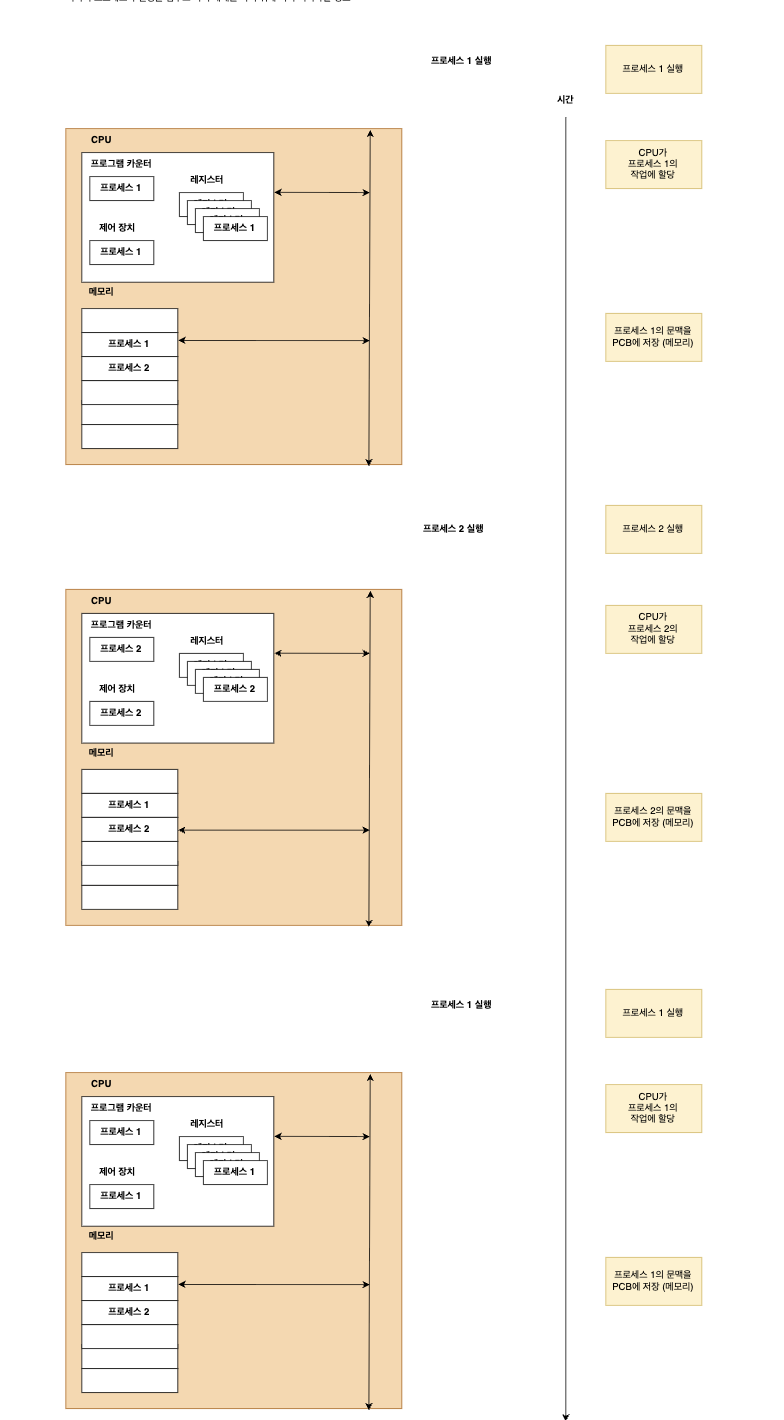 프로세스 1 실행
프로세스 1 실행
시간
CPU
CPU가
프로세스 1의
작업에 할당
프로그램 카운터
레지스터
프로세스 1
프로세스 1
제어 장치
프로세스 1
메모리
프로세스 1의 문맥을
PCB에 저장 (메모리)
프로세스 1
프로세스 2
프로세스 2 실행
프로세스 2 실행
CPU
CPU가
프로세스 2의
작업에 할당
프로그램 카운터
레지스터
프로세스 2
프로세스 2
제어 장치
프로세스 2
메모리
프로세스 1
프로세스 2의 문맥을
PCB에 저장 (메모리)
프로세스 2
프로세스 1 실행
프로세스 1 실행
CPU
CPU가
프로세스 1의
작업에 할당
프로그램 카운터
레지스터
프로세스 1
프로세스 1
제어 장치
프로세스 1
메모리
프로세스 1의 문맥을
PCB에 저장 (메모리)
프로세스 1
프로세스 2